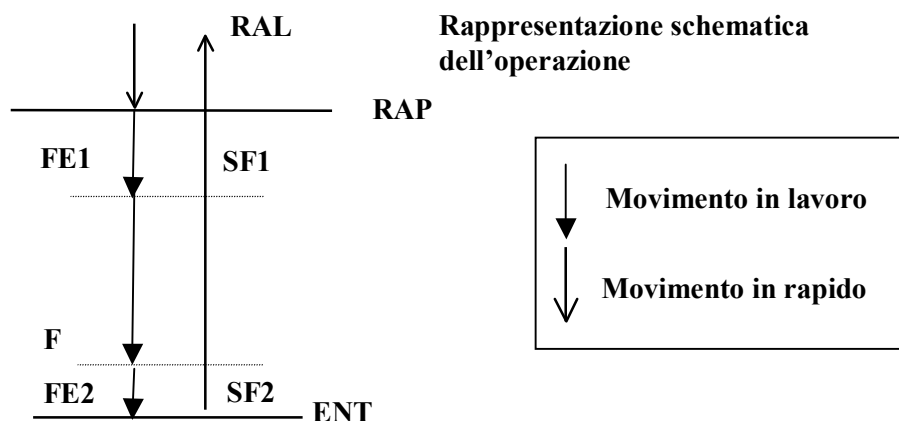 RAL
Rappresentazione schematica
dell’operazione
RAP
FE1
SF1
Movimento in lavoro
Movimento in rapido
F
FE2
SF2
ENT